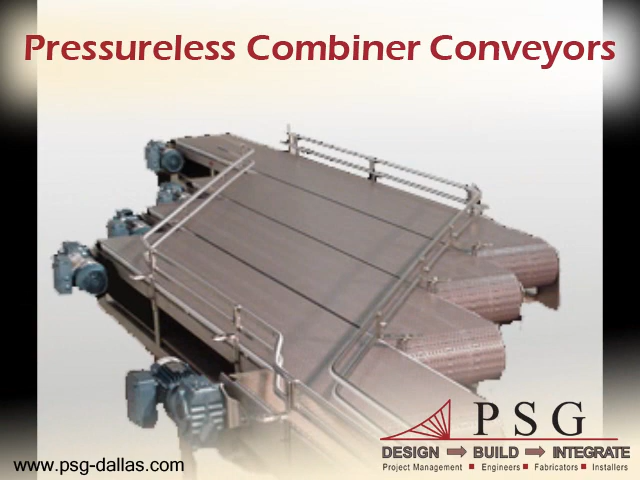 Pressureless Combiner Conveyors
PSG
DESIGN BUILD INTEGRATE
Project Management ■ Engineers ■ Fabricators ■ Installers
www.psg-dallas.com